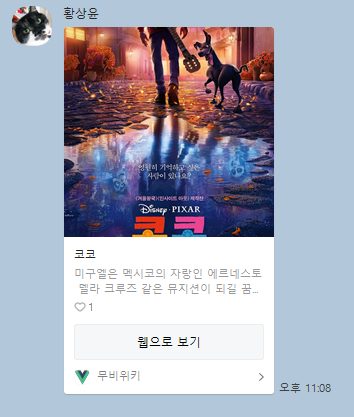 황상윤
영원히 기억하고 싶은
사람이 있나요?
<겨울왕국><인사이드 아웃> 제작진
DISNEY · PIXAR
코코
코코
미구엘은 멕시코의 자랑인 에르네스토
델라 크루즈 같은 뮤지션이 되길 꿈...
1
웹으로 보기
무비위키
오후 11:08